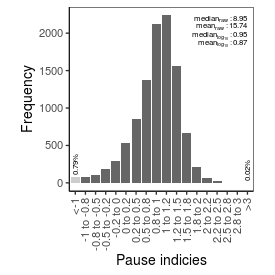 median_raw : 8.95
mean_raw : 15.74
median_log₁₀ : 0.95
mean_log₁₀ : 0.87
2000
1500
1000
500
0
Frequency
0.79%
0.02%
<-1
-1 to -0.8
-0.8 to -0.5
-0.5 to -0.2
-0.2 to 0
0 to 0.2
0.2 to 0.5
0.5 to 0.8
0.8 to 1
1 to 1.2
1.2 to 1.5
1.5 to 1.8
1.8 to 2
2 to 2.2
2.2 to 2.5
2.5 to 2.8
2.8 to 3
>3
Pause indicies